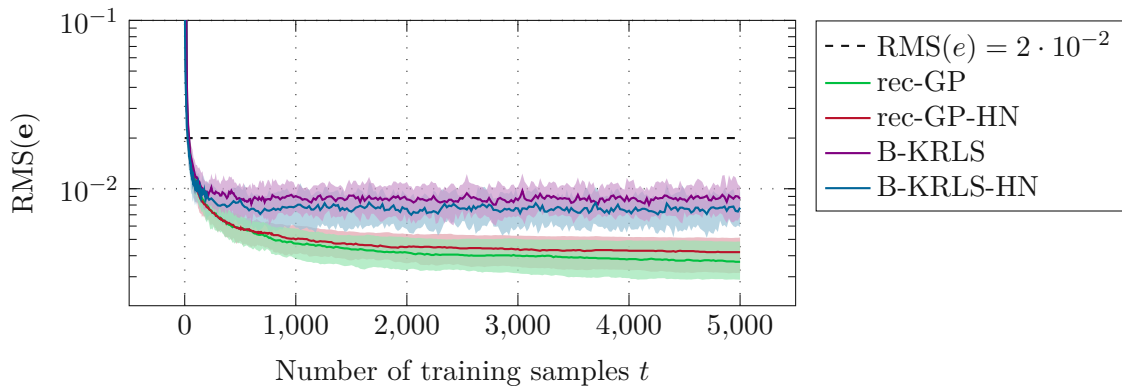 RMS(e)
10⁻¹
10⁻²
0 1,000 2,000 3,000 4,000 5,000
Number of training samples t
RMS(e) = 2 · 10⁻²
rec-GP
rec-GP-HN
B-KRLS
B-KRLS-HN